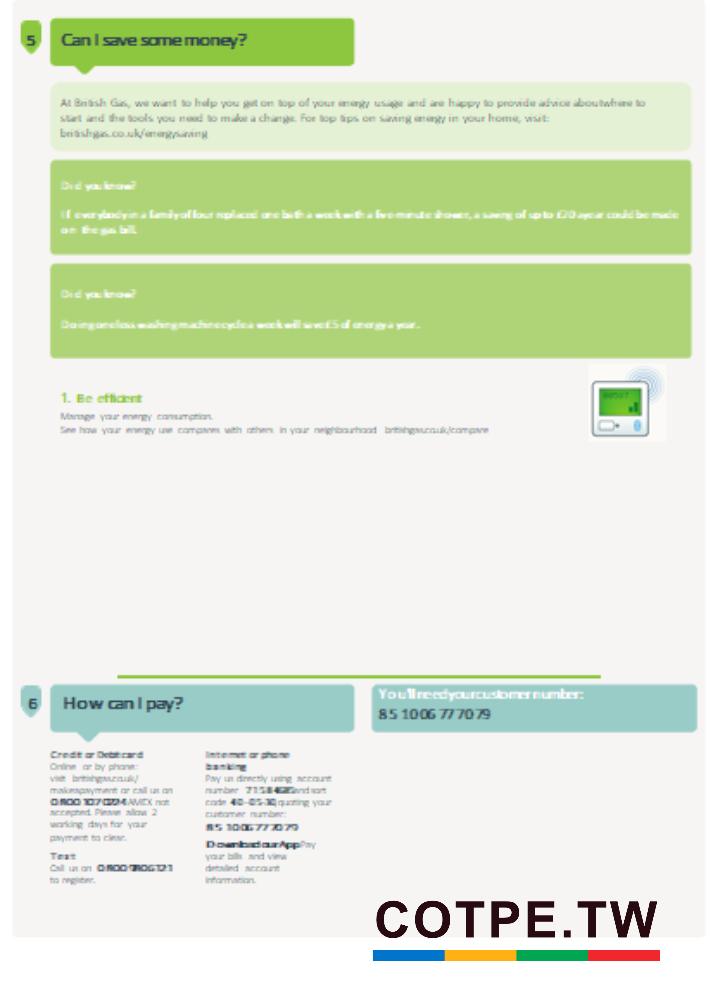 5
Can I save some money?
At British Gas, we want to help you get on top of your energy usage and are happy to provide advice about where to
start and the tools you need to make a change. For top tips on saving energy in your home, visit:
britishgas.co.uk/energysaving
Did you know?
If everybody in a family of four replaced one bath a week with a five-minute shower, a saving of up to £20 a year could be made
on the gas bill.
Did you know?
Doing one less washing machine cycle a week will save £5 of energy a year.
1. Be efficient
Manage your energy consumption.
See how your energy use compares with others in your neighbourhood britishgas.co.uk/compare
6
How can I pay?
You'll need your customer number:
85 1006 777079
Credit or Debit card
Online or by phone:
visit britishgas.co.uk/
makepayment or call us on
0800 107 0224 AMEX not
accepted. Please allow 2
working days for your
payment to clear.
Text
Call us on
to register.
Internet or phone
banking
Pay us directly using account
number and sort
code quoting your
customer number:
85 1006777079
Download our App Pay
your bills and view
detailed account
information.
COTPE.TW